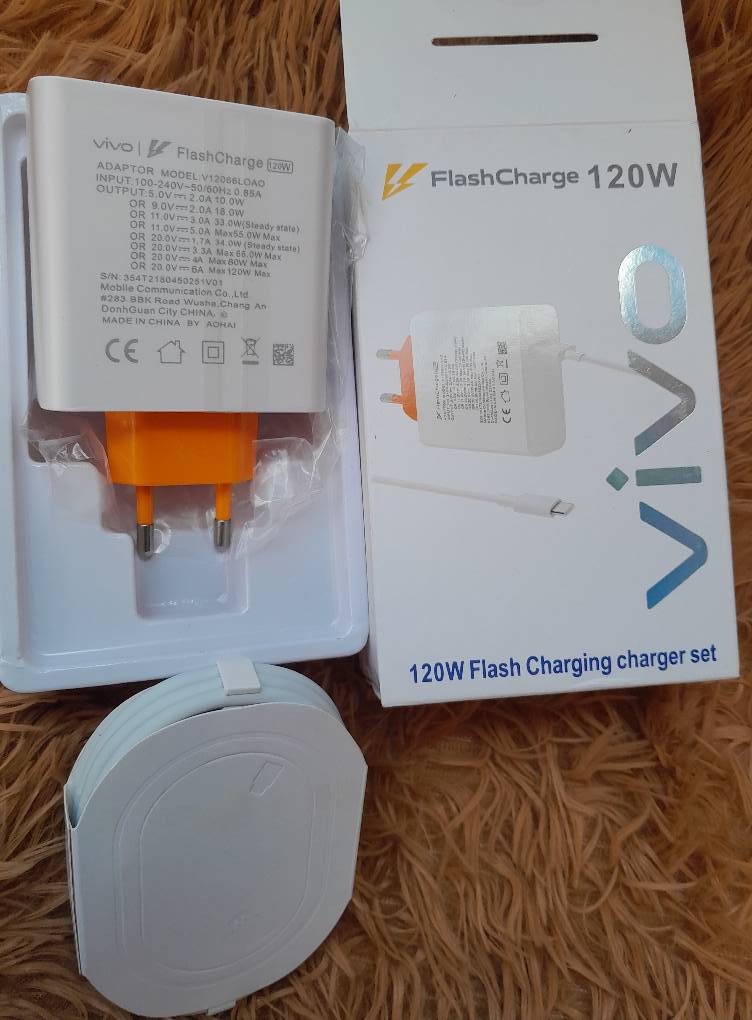 vivo | FlashCharge 120W
ADAPTOR MODEL:V12066LOAO
INPUT:100-240V~50/60Hz 0.85A
OUTPUT:5.0V⎓2.0A 10.0W
OR 9.0V⎓2.0A 18.0W
OR 11.0V⎓3.0A 33.0W(Steady state)
OR 11.0V⎓5.0A Max55.0W Max
OR 20.0V⎓1.7A 34.0W (Steady state)
OR 20.0V⎓3.3A Max 66.0W Max
OR 20.0V⎓4A Max80W Max
OR 20.0V⎓6A Max120W Max
S/N: 354T2180450251V01
Mobile Communication Co.,Ltd
#283 BBK Road Wusha,Chang An
DonhGuan City CHINA.
MADE IN CHINA BY AOHAI
CE
FlashCharge 120W
vivo
CE
120W Flash Charging charger set